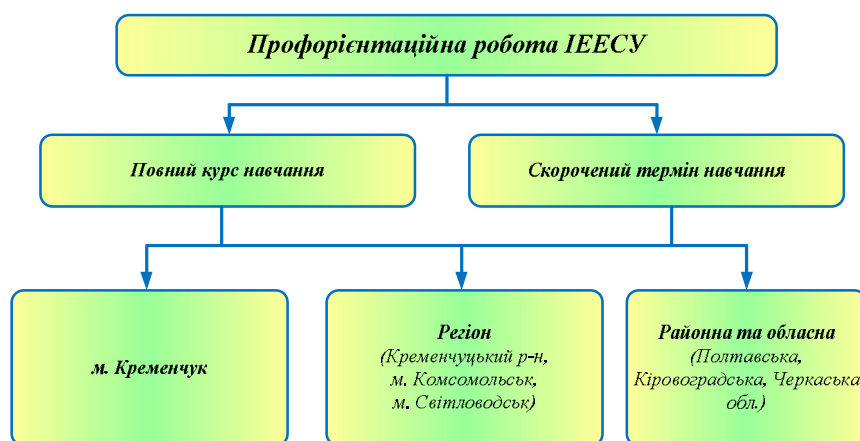 Профорієнтаційна робота ІЕЕСУ
Повний курс навчання
Скорочений термін навчання
м. Кременчук
Регіон
(Кременчуцький р-н,
м. Комсомольськ,
м. Світловодськ)
Районна та обласна
(Полтавська,
Кіровоградська, Черкаська
обл.)